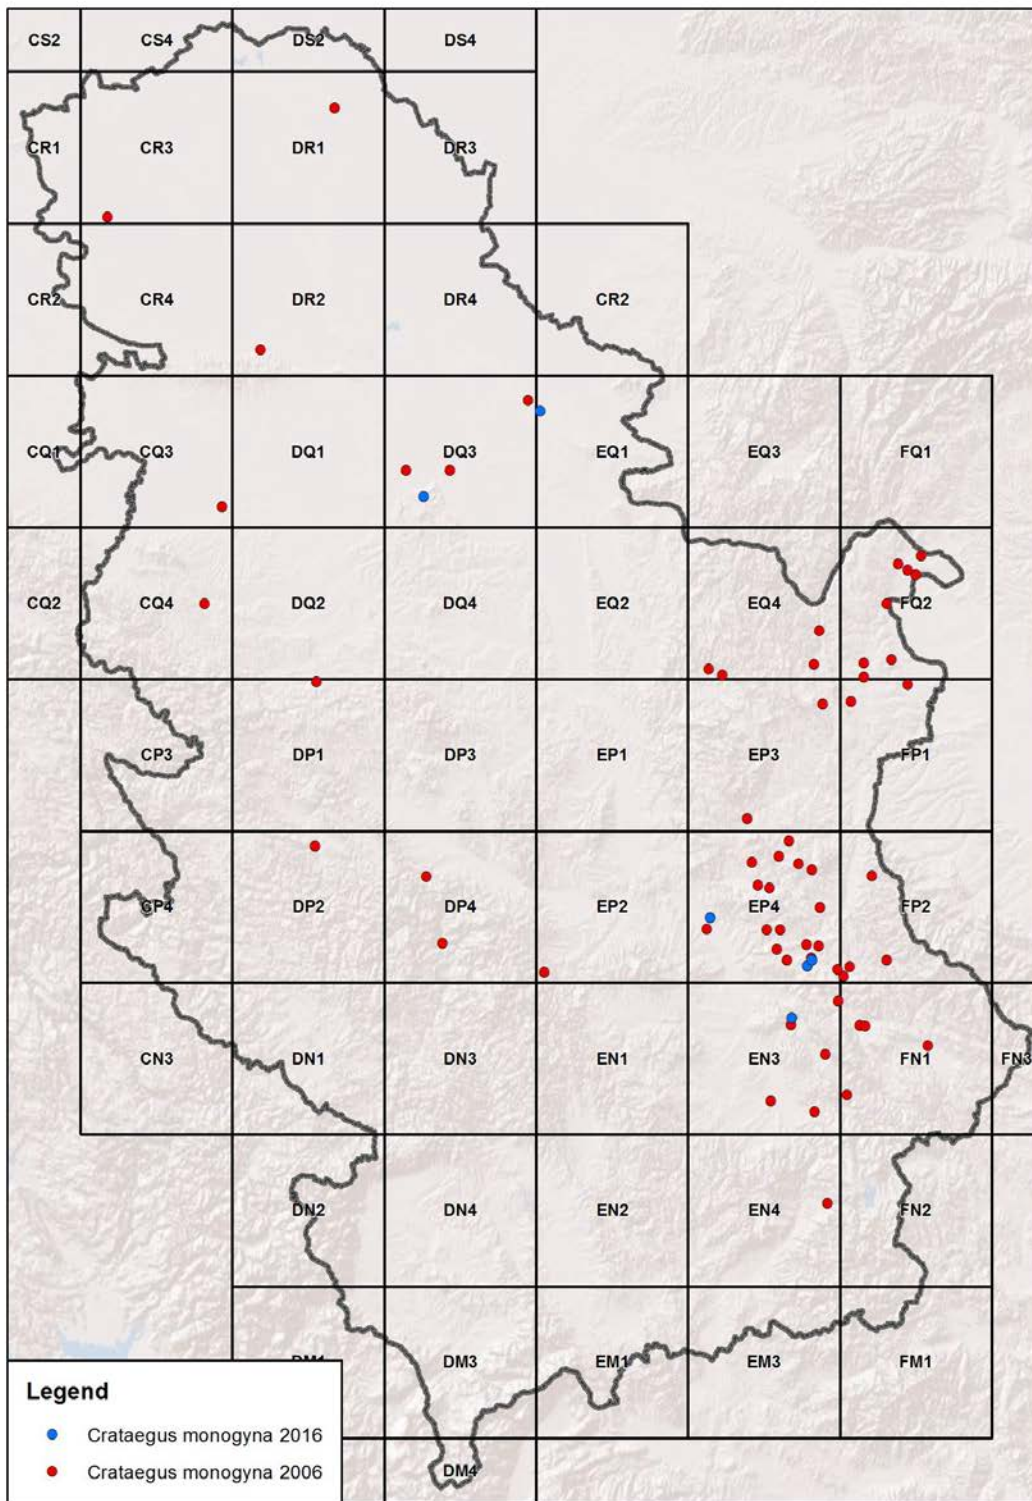 CS2 CS4 DS2 DS4
CR1 CR3 DR1 DR3
CR2 CR4 DR2 DR4 CR2
CQ1 CQ3 DQ1 DQ3 EQ1 EQ3 FQ1
CQ2 CQ4 DQ2 DQ4 EQ2 EQ4 FQ2
CP3 DP1 DP3 EP1 EP3 FP1
CP4 DP2 DP4 EP2 EP4 FP2
CN3 DN1 DN3 EN1 EN3 FN1 FN3
DN2 DN4 EN2 EN4 FN2
DM1 DM3 EM1 EM3 FM1
Legend
Crataegus monogyna 2016
Crataegus monogyna 2006
DM4